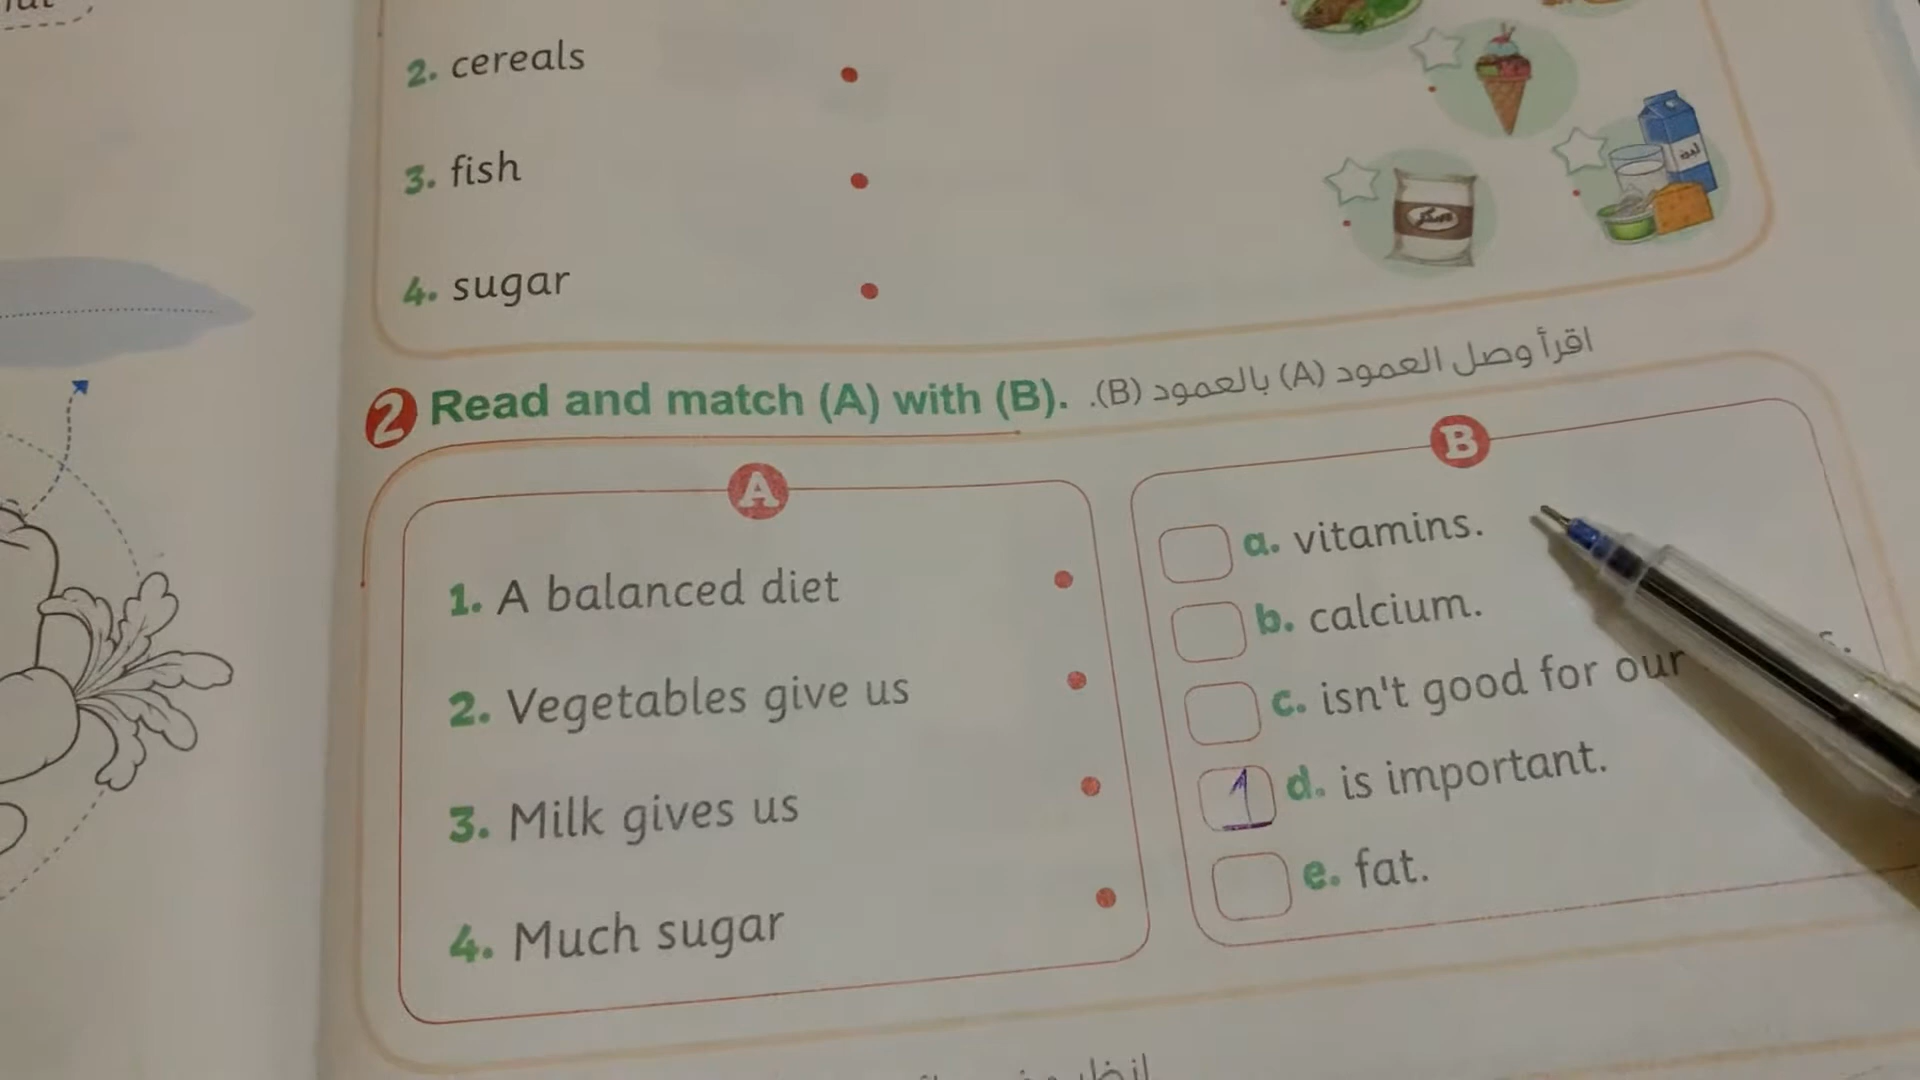 2. cereals
3. fish
4. sugar
سكر
2 Read and match (A) with (B). اقرأ وصل العمود (A) بالعمود (B).
A
1. A balanced diet
2. Vegetables give us
3. Milk gives us
4. Much sugar
B
a. vitamins.
b. calcium.
c. isn't good for our
1 d. is important.
e. fat.